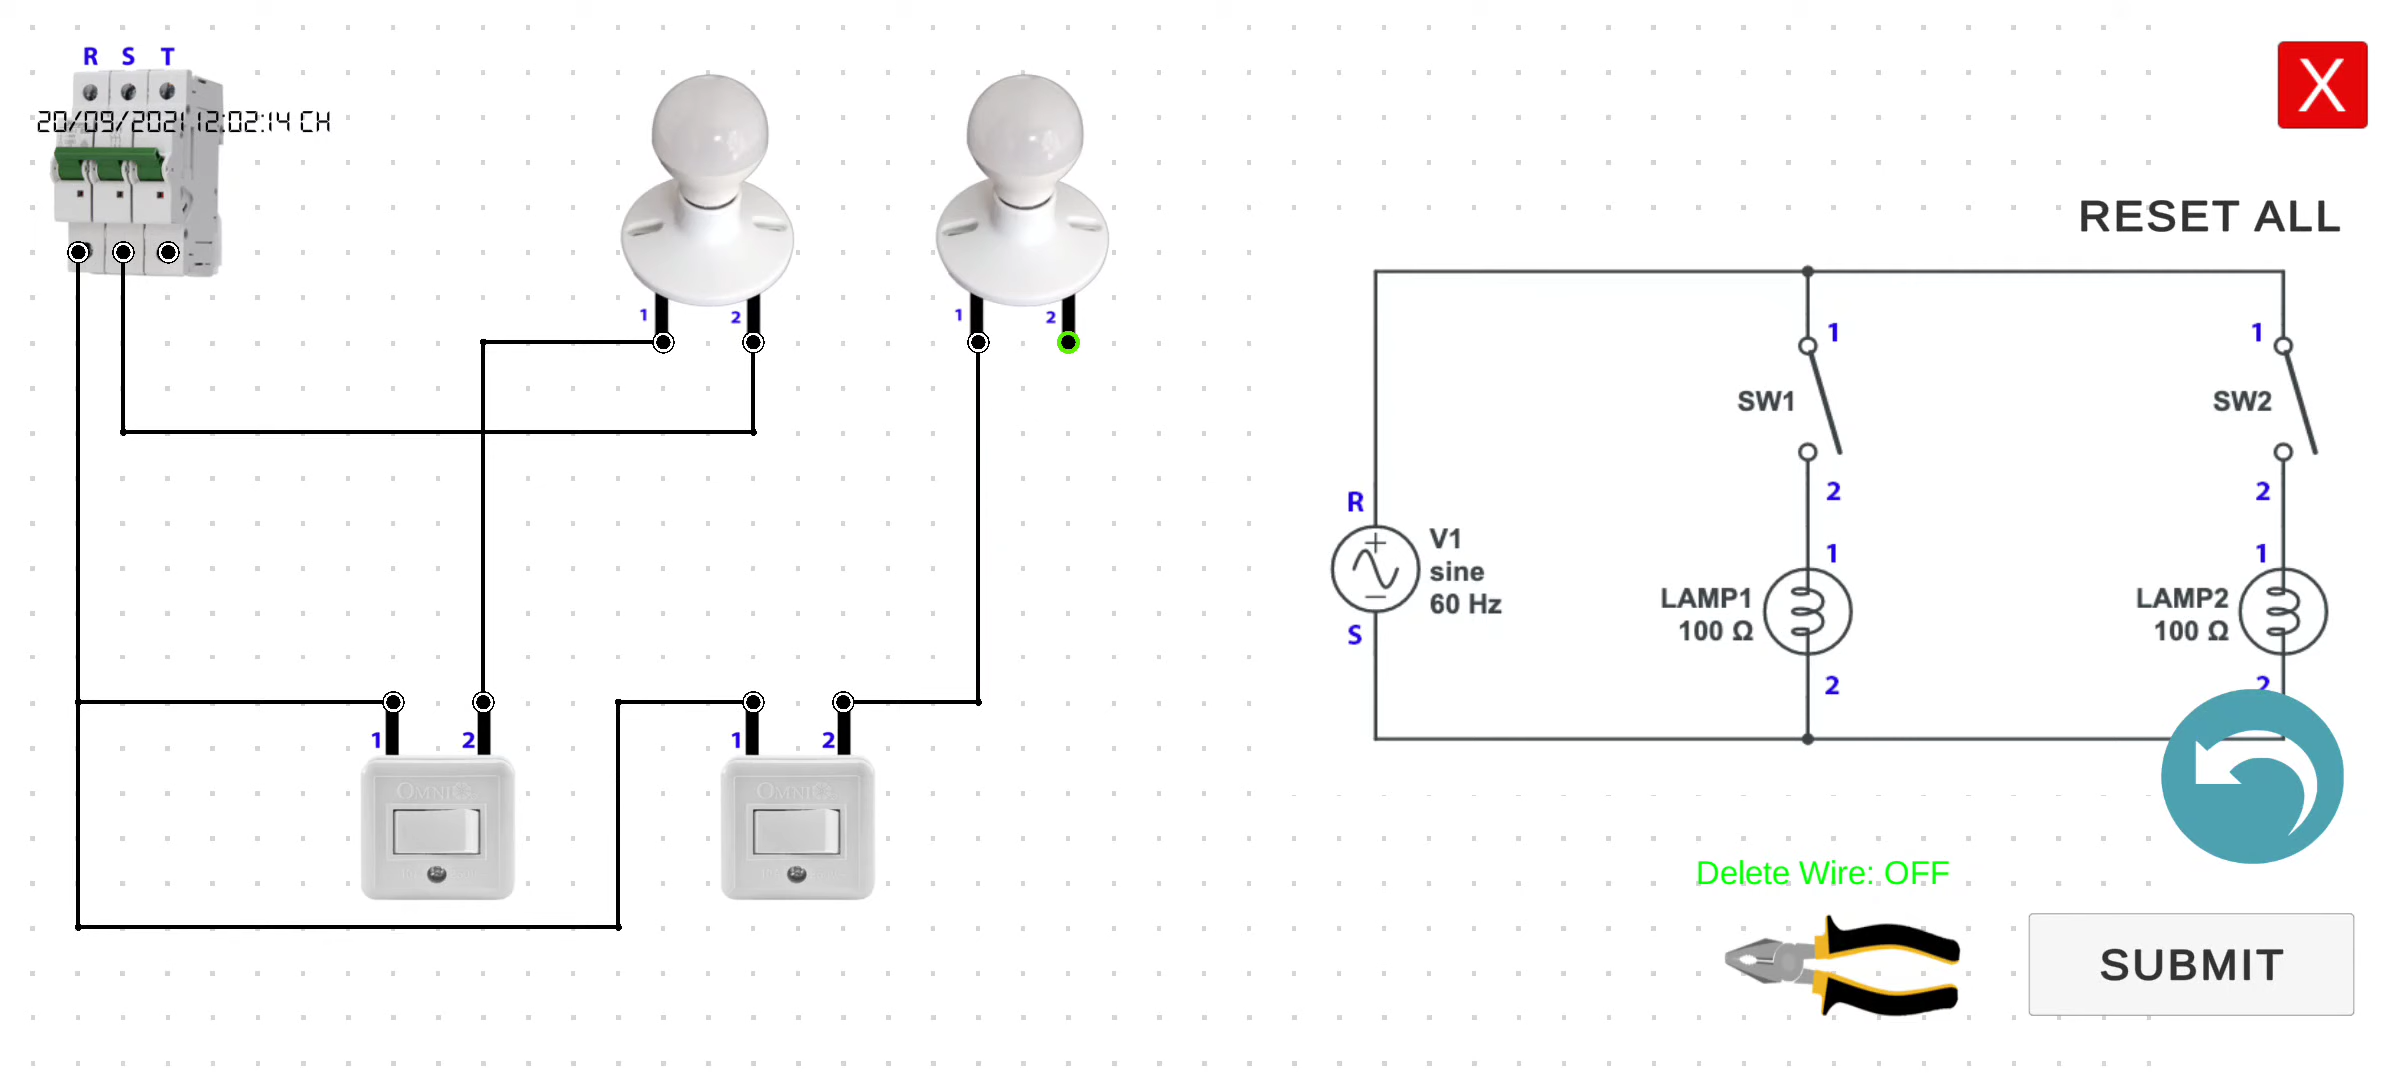 R S T
20/09/2021 12:02:14 CH
X
RESET ALL
1 2
1 2
1 1
SW1 SW2
2 2
R
V1
sine
60 Hz
S
1 1
LAMP1
100 Ω
LAMP2
100 Ω
2 2
1 2
1 2
OMNI
OMNI
Delete Wire: OFF
SUBMIT